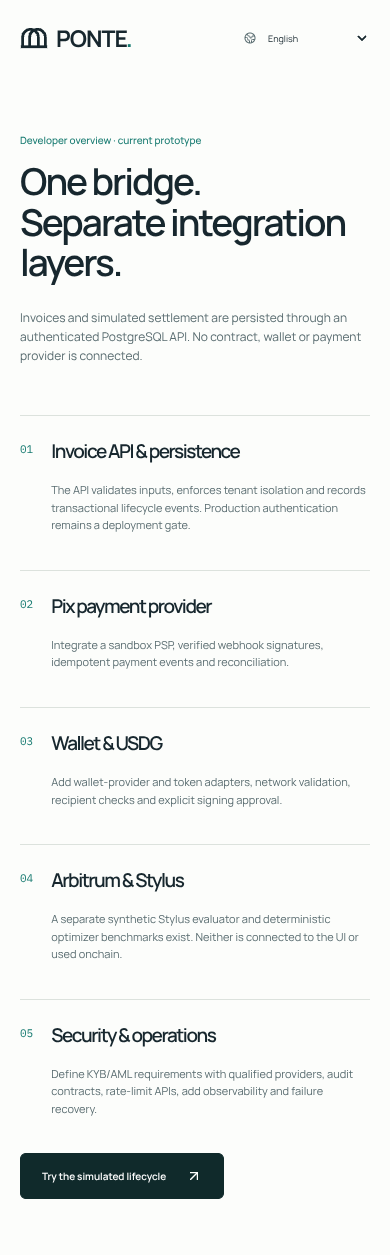 PONTE.
English
Developer overview · current prototype
One bridge.
Separate integration
layers.
Invoices and simulated settlement are persisted through an
authenticated PostgreSQL API. No contract, wallet or payment
provider is connected.
01 Invoice API & persistence
The API validates inputs, enforces tenant isolation and records
transactional lifecycle events. Production authentication
remains a deployment gate.
02 Pix payment provider
Integrate a sandbox PSP, verified webhook signatures,
idempotent payment events and reconciliation.
03 Wallet & USDG
Add wallet-provider and token adapters, network validation,
recipient checks and explicit signing approval.
04 Arbitrum & Stylus
A separate synthetic Stylus evaluator and deterministic
optimizer benchmarks exist. Neither is connected to the UI or
used onchain.
05 Security & operations
Define KYB/AML requirements with qualified providers, audit
contracts, rate-limit APIs, add observability and failure
recovery.
Try the simulated lifecycle